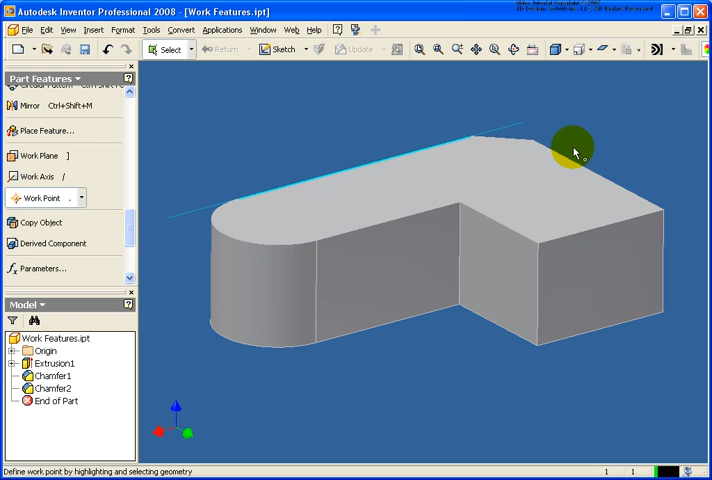 Autodesk Inventor Professional 2008 - [Work Features.ipt]
File Edit View Insert Format Tools Convert Applications Window Web Help
Select Return Sketch Update
Part Features
Mirror Ctrl+Shift+M
Place Feature...
Work Plane ]
Work Axis /
Work Point .
Copy Object
Derived Component
fx Parameters...
Model
Work Features.ipt
Origin
Extrusion1
Chamfer1
Chamfer2
End of Part
Define work point by highlighting and selecting geometry 1 1